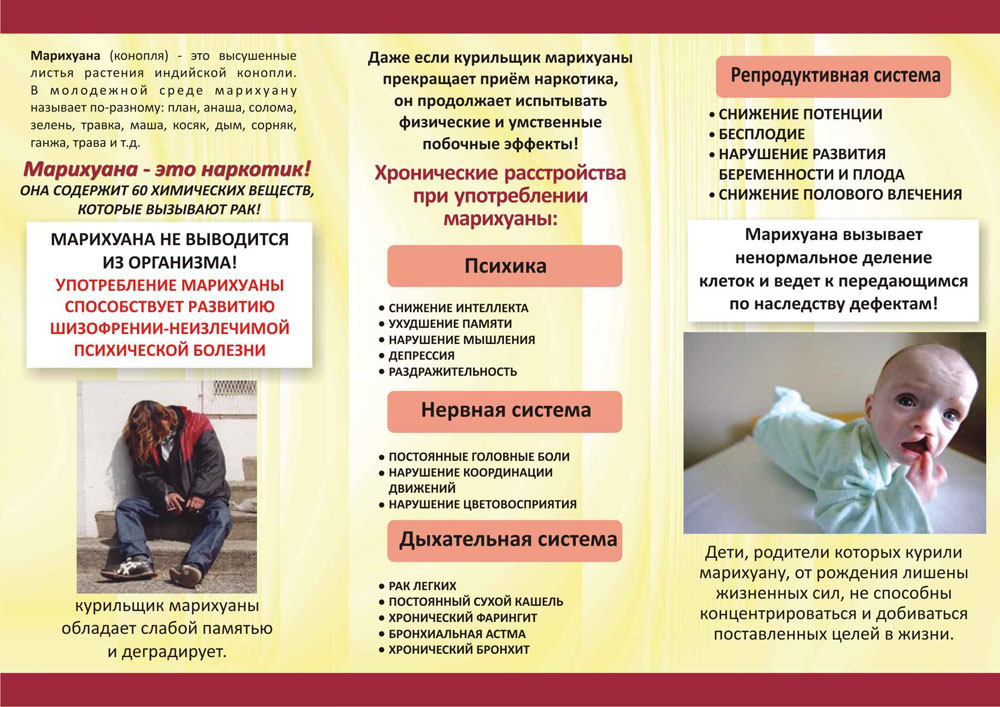 Марихуана (конопля) - это высушенные
листья растения индийской конопли.
В молодежной среде марихуану
называет по-разному: план, анаша, солома,
зелень, травка, маша, косяк, дым, сорняк,
ганжа, трава и т.д.
Марихуана - это наркотик!
ОНА СОДЕРЖИТ 60 ХИМИЧЕСКИХ ВЕЩЕСТВ,
КОТОРЫЕ ВЫЗЫВАЮТ РАК!
МАРИХУАНА НЕ ВЫВОДИТСЯ
ИЗ ОРГАНИЗМА!
УПОТРЕБЛЕНИЕ МАРИХУАНЫ
СПОСОБСТВУЕТ РАЗВИТИЮ
ШИЗОФРЕНИИ-НЕИЗЛЕЧИМОЙ
ПСИХИЧЕСКОЙ БОЛЕЗНИ
курильщик марихуаны
обладает слабой памятью
и деградирует.
Даже если курильщик марихуаны
прекращает приём наркотика,
он продолжает испытывать
физические и умственные
побочные эффекты!
Хронические расстройства
при употреблении
марихуаны:
Психика
• СНИЖЕНИЕ ИНТЕЛЛЕКТА
• УХУДШЕНИЕ ПАМЯТИ
• НАРУШЕНИЕ МЫШЛЕНИЯ
• ДЕПРЕССИЯ
• РАЗДРАЖИТЕЛЬНОСТЬ
Нервная система
• ПОСТОЯННЫЕ ГОЛОВНЫЕ БОЛИ
• НАРУШЕНИЕ КООРДИНАЦИИ
ДВИЖЕНИЙ
• НАРУШЕНИЕ ЦВЕТОВОСПРИЯТИЯ
Дыхательная система
• РАК ЛЕГКИХ
• ПОСТОЯННЫЙ СУХОЙ КАШЕЛЬ
• ХРОНИЧЕСКИЙ ФАРИНГИТ
• БРОНХИАЛЬНАЯ АСТМА
• ХРОНИЧЕСКИЙ БРОНХИТ
Репродуктивная система
• СНИЖЕНИЕ ПОТЕНЦИИ
• БЕСПЛОДИЕ
• НАРУШЕНИЕ РАЗВИТИЯ
БЕРЕМЕННОСТИ И ПЛОДА
• СНИЖЕНИЕ ПОЛОВОГО ВЛЕЧЕНИЯ
Марихуана вызывает
ненормальное деление
клеток и ведет к передающимся
по наследству дефектам!
Дети, родители которых курили
марихуану, от рождения лишены
жизненных сил, не способны
концентрироваться и добиваться
поставленных целей в жизни.